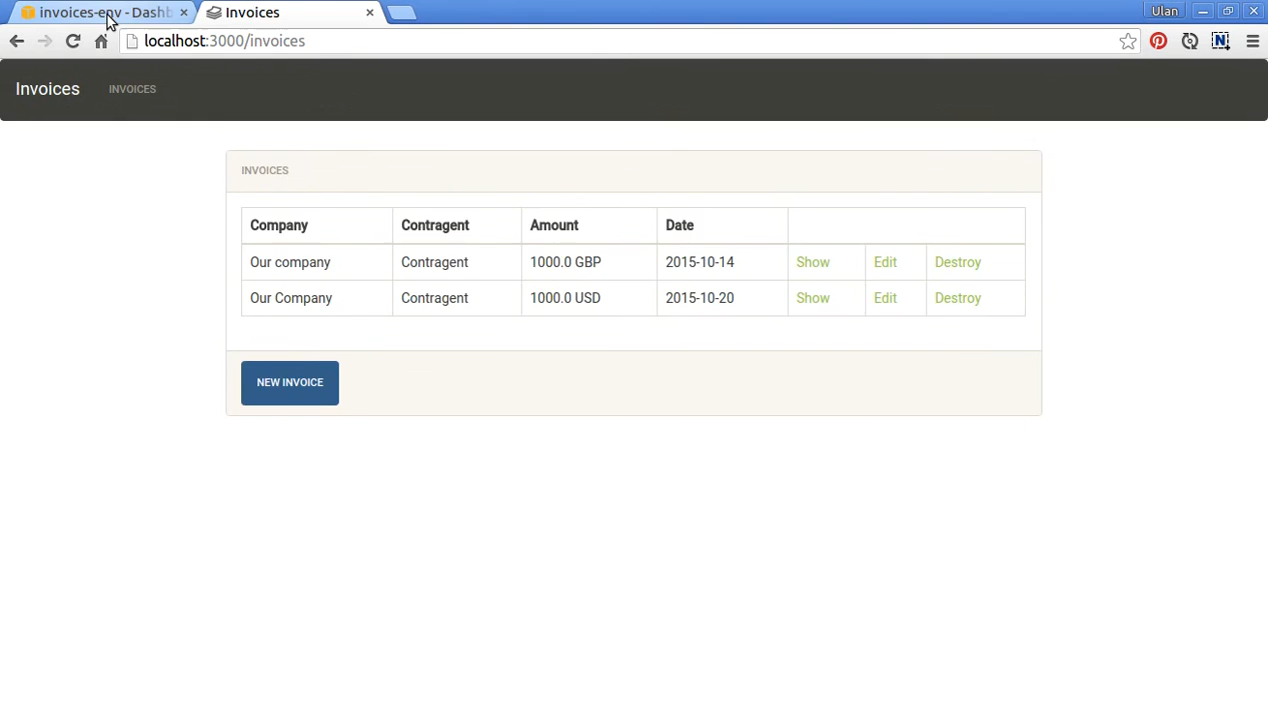 invoices-env - Dashb
Invoices
Ulan
localhost:3000/invoices
Invoices INVOICES
INVOICES
Company Contragent Amount Date
Our company Contragent 1000.0 GBP 2015-10-14 Show Edit Destroy
Our Company Contragent 1000.0 USD 2015-10-20 Show Edit Destroy
NEW INVOICE